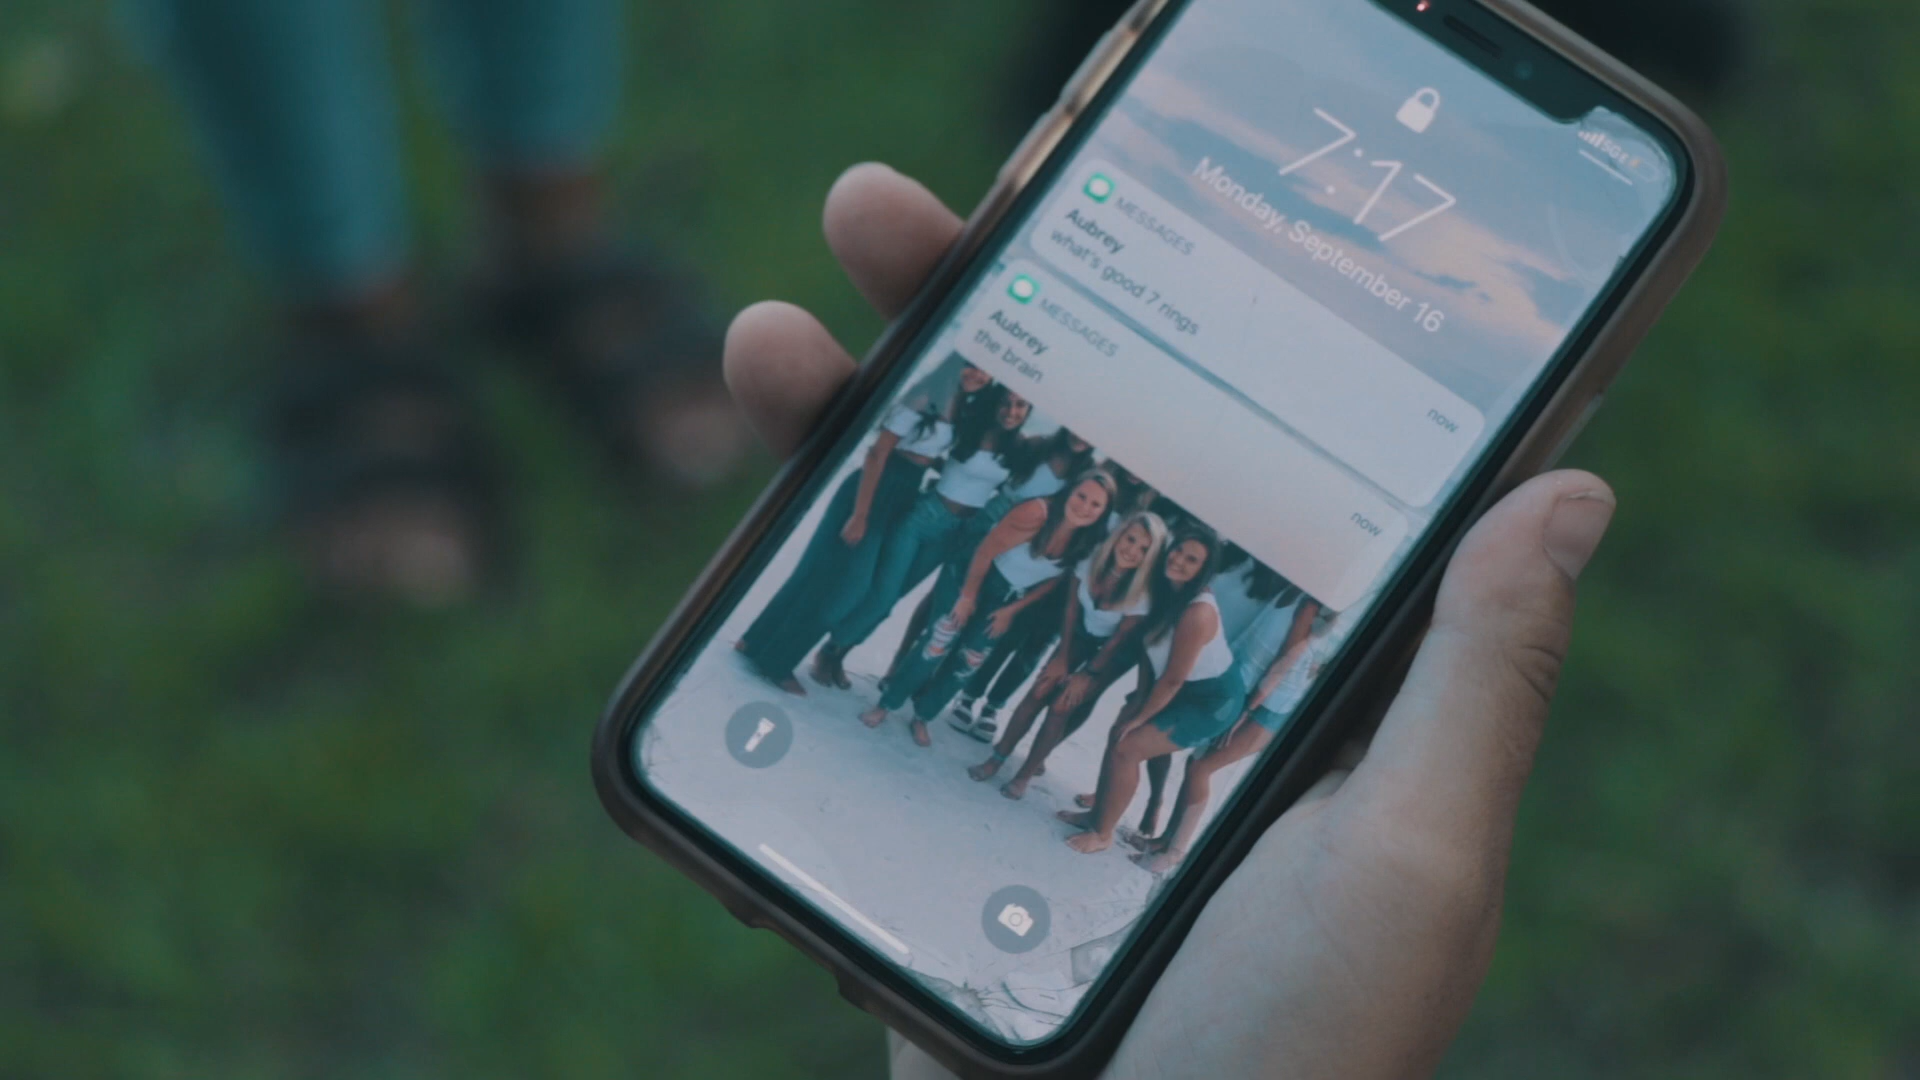 7:17
Monday, September 16
MESSAGES
now
Aubrey
what's good 7 rings
MESSAGES
now
Aubrey
the brain